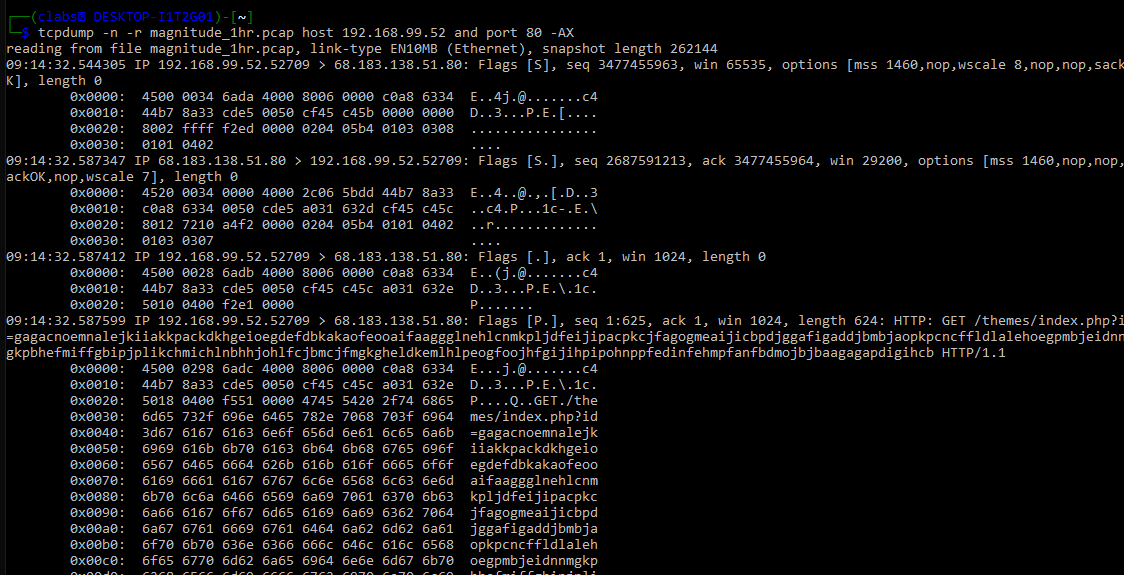 (clabs㉿ DESKTOP-I1T2G01)-[~]
$ tcpdump -n -r magnitude_1hr.pcap host 192.168.99.52 and port 80 -AX
reading from file magnitude_1hr.pcap, link-type EN10MB (Ethernet), snapshot length 262144
09:14:32.544305 IP 192.168.99.52.52709 > 68.183.138.51.80: Flags [S], seq 3477455963, win 65535, options [mss 1460,nop,wscale 8,nop,nop,sack
K], length 0
0x0000:  4500 0034 6ada 4000 8006 0000 c0a8 6334  E..4j.@.......c4
0x0010:  44b7 8a33 cde5 0050 cf45 c45b 0000 0000  D..3...P.E.[....
0x0020:  8002 ffff f2ed 0000 0204 05b4 0103 0308  ................
0x0030:  0101 0402                                ....
09:14:32.587347 IP 68.183.138.51.80 > 192.168.99.52.52709: Flags [S.], seq 2687591213, ack 3477455964, win 29200, options [mss 1460,nop,nop,
ackOK,nop,wscale 7], length 0
0x0000:  4520 0034 0000 4000 2c06 5bdd 44b7 8a33  E..4..@.,.[.D..3
0x0010:  c0a8 6334 0050 cde5 a031 632d cf45 c45c  ..c4.P...1c-.E.\
0x0020:  8012 7210 a4f2 0000 0204 05b4 0101 0402  ..r.............
0x0030:  0103 0307                                ....
09:14:32.587412 IP 192.168.99.52.52709 > 68.183.138.51.80: Flags [.], ack 1, win 1024, length 0
0x0000:  4500 0028 6adb 4000 8006 0000 c0a8 6334  E..(j.@.......c4
0x0010:  44b7 8a33 cde5 0050 cf45 c45c a031 632e  D..3...P.E.\.1c.
0x0020:  5010 0400 f2e1 0000                      P.......
09:14:32.587599 IP 192.168.99.52.52709 > 68.183.138.51.80: Flags [P.], seq 1:625, ack 1, win 1024, length 624: HTTP: GET /themes/index.php?i
=gagacnoemnalejkiiakkpackdkhgeioegdefdbkakaofeooaifaaggglnehlcnmkpljdfeijipacpkcjfagogmeaijicbpdjggafigaddjbmbjaopkpcncffldlalehoegpmbjeidnn
gkpbhefmiffgbipjplikchmichlnbhhjohlfcjbmcjfmgkgheldkemlhlpeogfoojhfgijihpipohnppfedinfehmpfanfbdmojbjbaagagapdigihcb HTTP/1.1
0x0000:  4500 0298 6adc 4000 8006 0000 c0a8 6334  E...j.@.......c4
0x0010:  44b7 8a33 cde5 0050 cf45 c45c a031 632e  D..3...P.E.\.1c.
0x0020:  5018 0400 f551 0000 4745 5420 2f74 6865  P....Q..GET./the
0x0030:  6d65 732f 696e 6465 782e 7068 703f 6964  mes/index.php?id
0x0040:  3d67 6167 6163 6e6f 656d 6e61 6c65 6a6b  =gagacnoemnalejk
0x0050:  6969 616b 6b70 6163 6b64 6b68 6765 696f  iiakkpackdkhgeio
0x0060:  6567 6465 6664 626b 616b 616f 6665 6f6f  egdefdbkakaofeoo
0x0070:  6169 6661 6167 6767 6c6e 6568 6c63 6e6d  aifaaggglnehlcnm
0x0080:  6b70 6c6a 6466 6569 6a69 7061 6370 6b63  kpljdfeijipacpkc
0x0090:  6a66 6167 6f67 6d65 6169 6a69 6362 7064  jfagogmeaijicbpd
0x00a0:  6a67 6761 6669 6761 6464 6a62 6d62 6a61  jggafigaddjbmbja
0x00b0:  6f70 6b70 636e 6366 666c 646c 616c 6568  opkpcncffldlaleh
0x00c0:  6f65 6770 6d62 6a65 6964 6e6e 6d67 6b70  oegpmbjeidnnmgkp